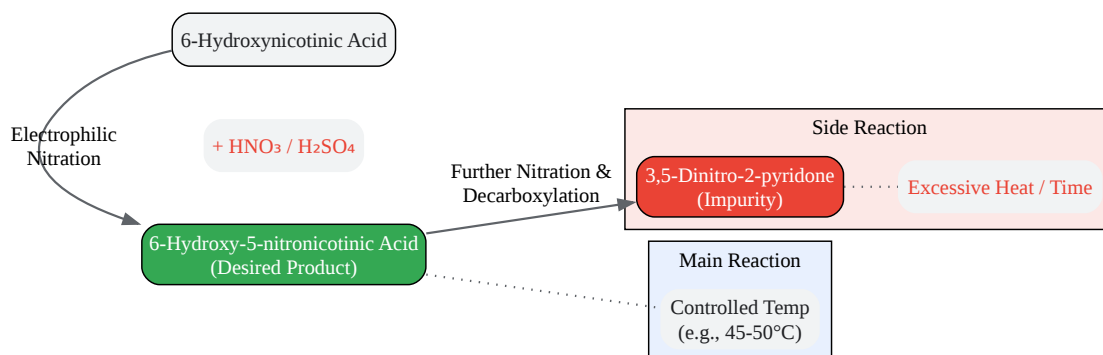 6-Hydroxynicotinic Acid
Electrophilic
Nitration
+ HNO₃ / H₂SO₄
Side Reaction
Further Nitration &
Decarboxylation
3,5-Dinitro-2-pyridone
(Impurity)
Excessive Heat / Time
6-Hydroxy-5-nitronicotinic Acid
(Desired Product)
Main Reaction
Controlled Temp
(e.g., 45-50°C)